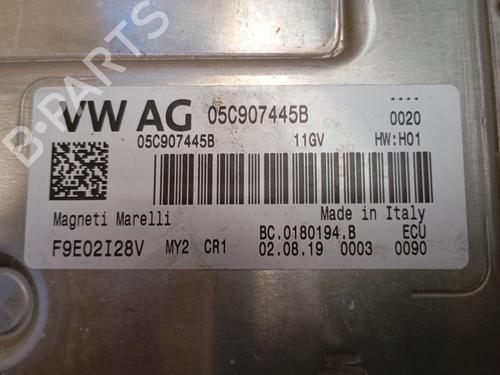 VW AG 05C907445B 0020
05C907445B 11GV HW:H01
Magneti Marelli Made in Italy
F9E02I28V MY2 CR1 BC.0180194.B ECU
02.08.19 0003 0090
B-PARTS